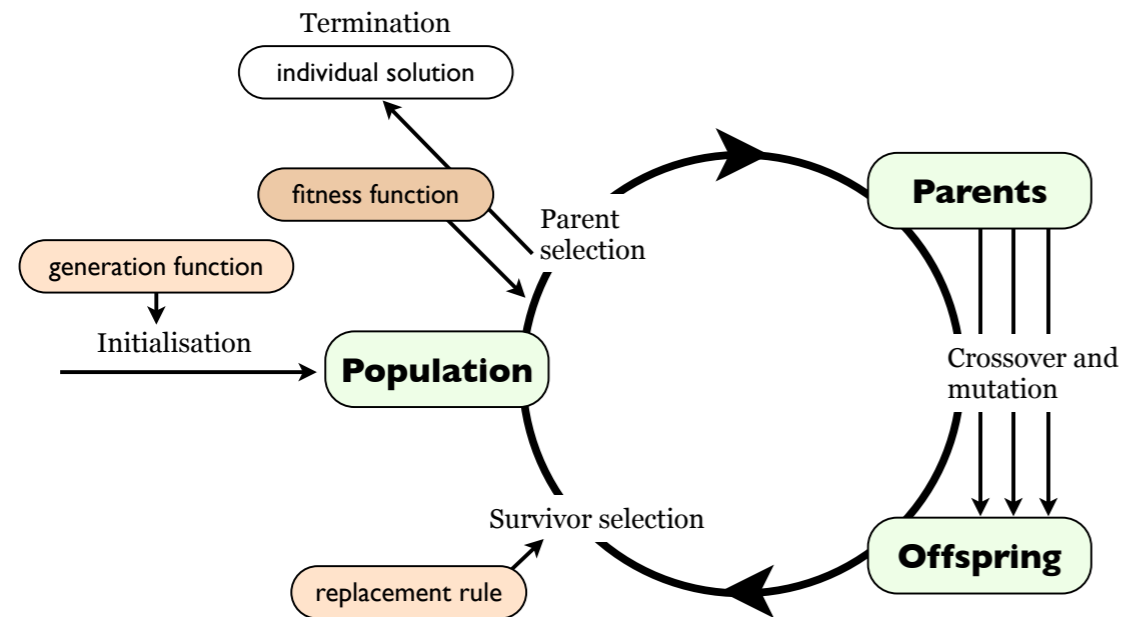 Termination
individual solution
fitness function
Parent
selection
Parents
generation function
Initialisation
Population
Crossover and
mutation
Survivor selection
Offspring
replacement rule